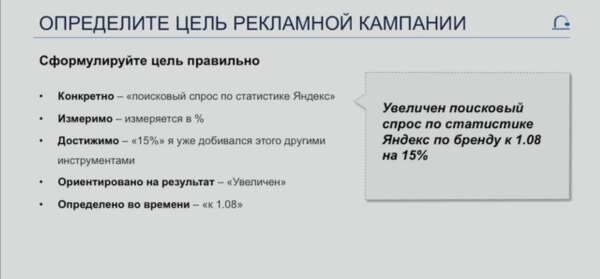 ОПРЕДЕЛИТЕ ЦЕЛЬ РЕКЛАМНОЙ КАМПАНИИ
Сформулируйте цель правильно
• Конкретно – «поисковый спрос по статистике Яндекс»
• Измеримо – измеряется в %
• Достижимо – «15%» я уже добивался этого другими
инструментами
• Ориентировано на результат – «Увеличен»
• Определено во времени – «к 1.08»
Увеличен поисковый
спрос по статистике
Яндекс по бренду к 1.08
на 15%